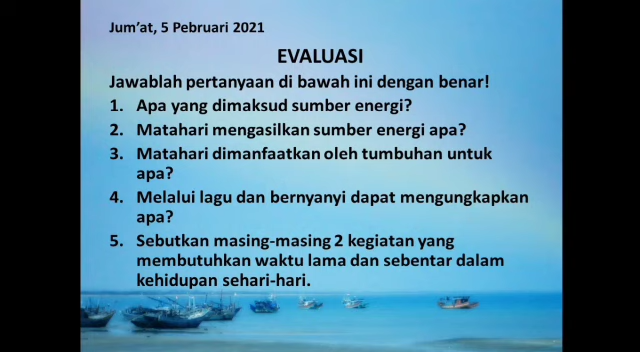 Jum’at, 5 Pebruari 2021
EVALUASI
Jawablah pertanyaan di bawah ini dengan benar!
1. Apa yang dimaksud sumber energi?
2. Matahari mengasilkan sumber energi apa?
3. Matahari dimanfaatkan oleh tumbuhan untuk
apa?
4. Melalui lagu dan bernyanyi dapat mengungkapkan
apa?
5. Sebutkan masing-masing 2 kegiatan yang
membutuhkan waktu lama dan sebentar dalam
kehidupan sehari-hari.